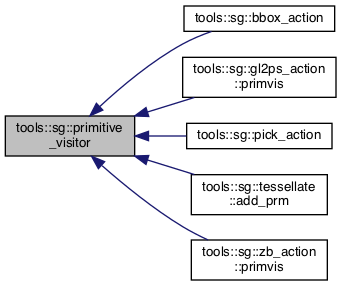 tools::sg::bbox_action
tools::sg::gl2ps_action
::primvis
tools::sg::primitive
_visitor
tools::sg::pick_action
tools::sg::tessellate
::add_prm
tools::sg::zb_action
::primvis